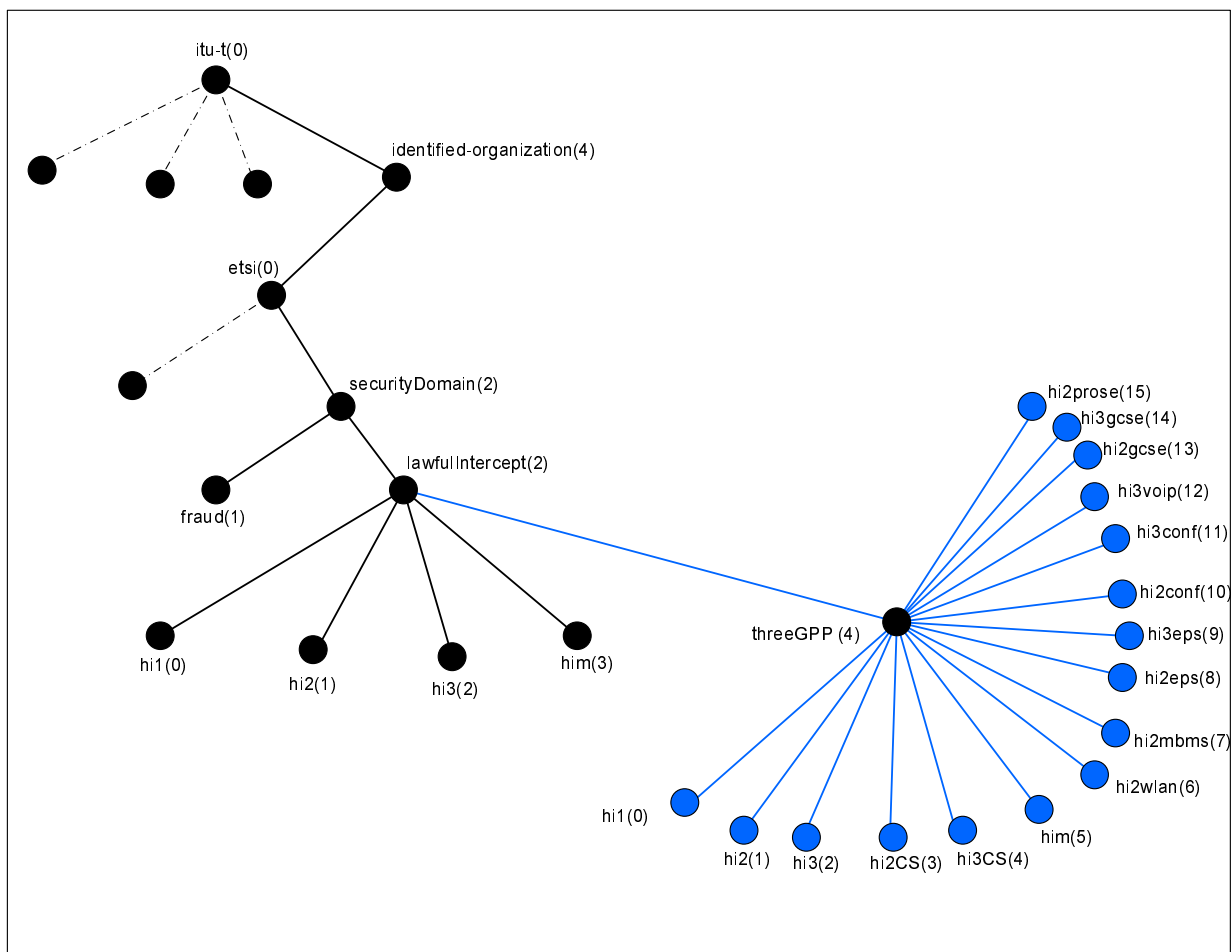 itu-t(0)
identified-organization(4)
etsi(0)
securityDomain(2)
lawfulIntercept(2)
fraud(1)
hi1(0)
hi2(1)
hi3(2)
him(3)
threeGPP (4)
hi2prose(15)
hi3gcse(14)
hi2gcse(13)
hi3voip(12)
hi3conf(11)
hi2conf(10)
hi3eps(9)
hi2eps(8)
hi2mbms(7)
hi2wlan(6)
him(5)
hi3CS(4)
hi2CS(3)
hi3(2)
hi2(1)
hi1(0)